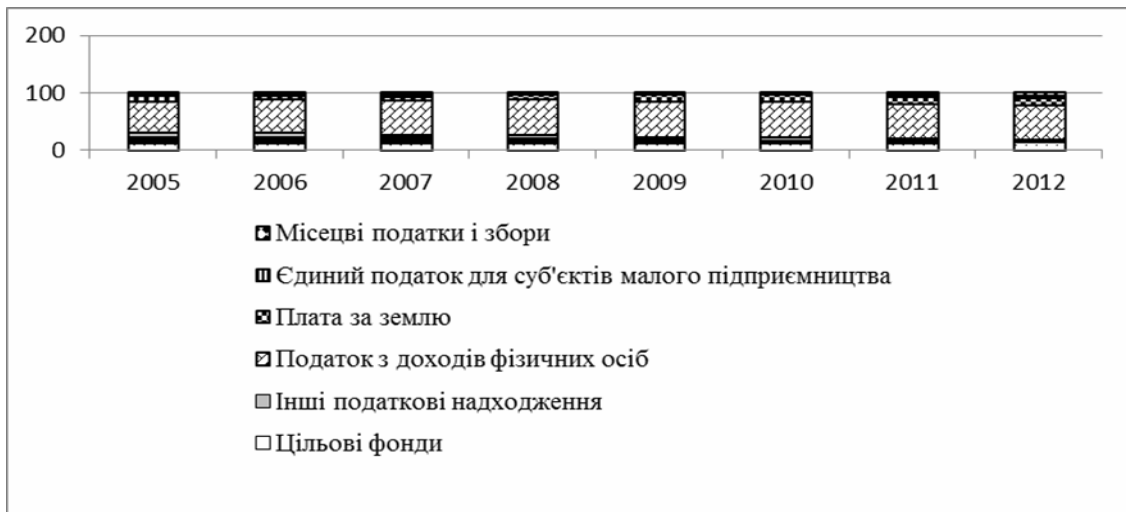 200
100
0
2005 2006 2007 2008 2009 2010 2011 2012
Місецві податки і збори
Єдиний податок для суб'єктів малого підприємництва
Плата за землю
Податок з доходів фізичних осіб
Інші податкові надходження
Цільові фонди